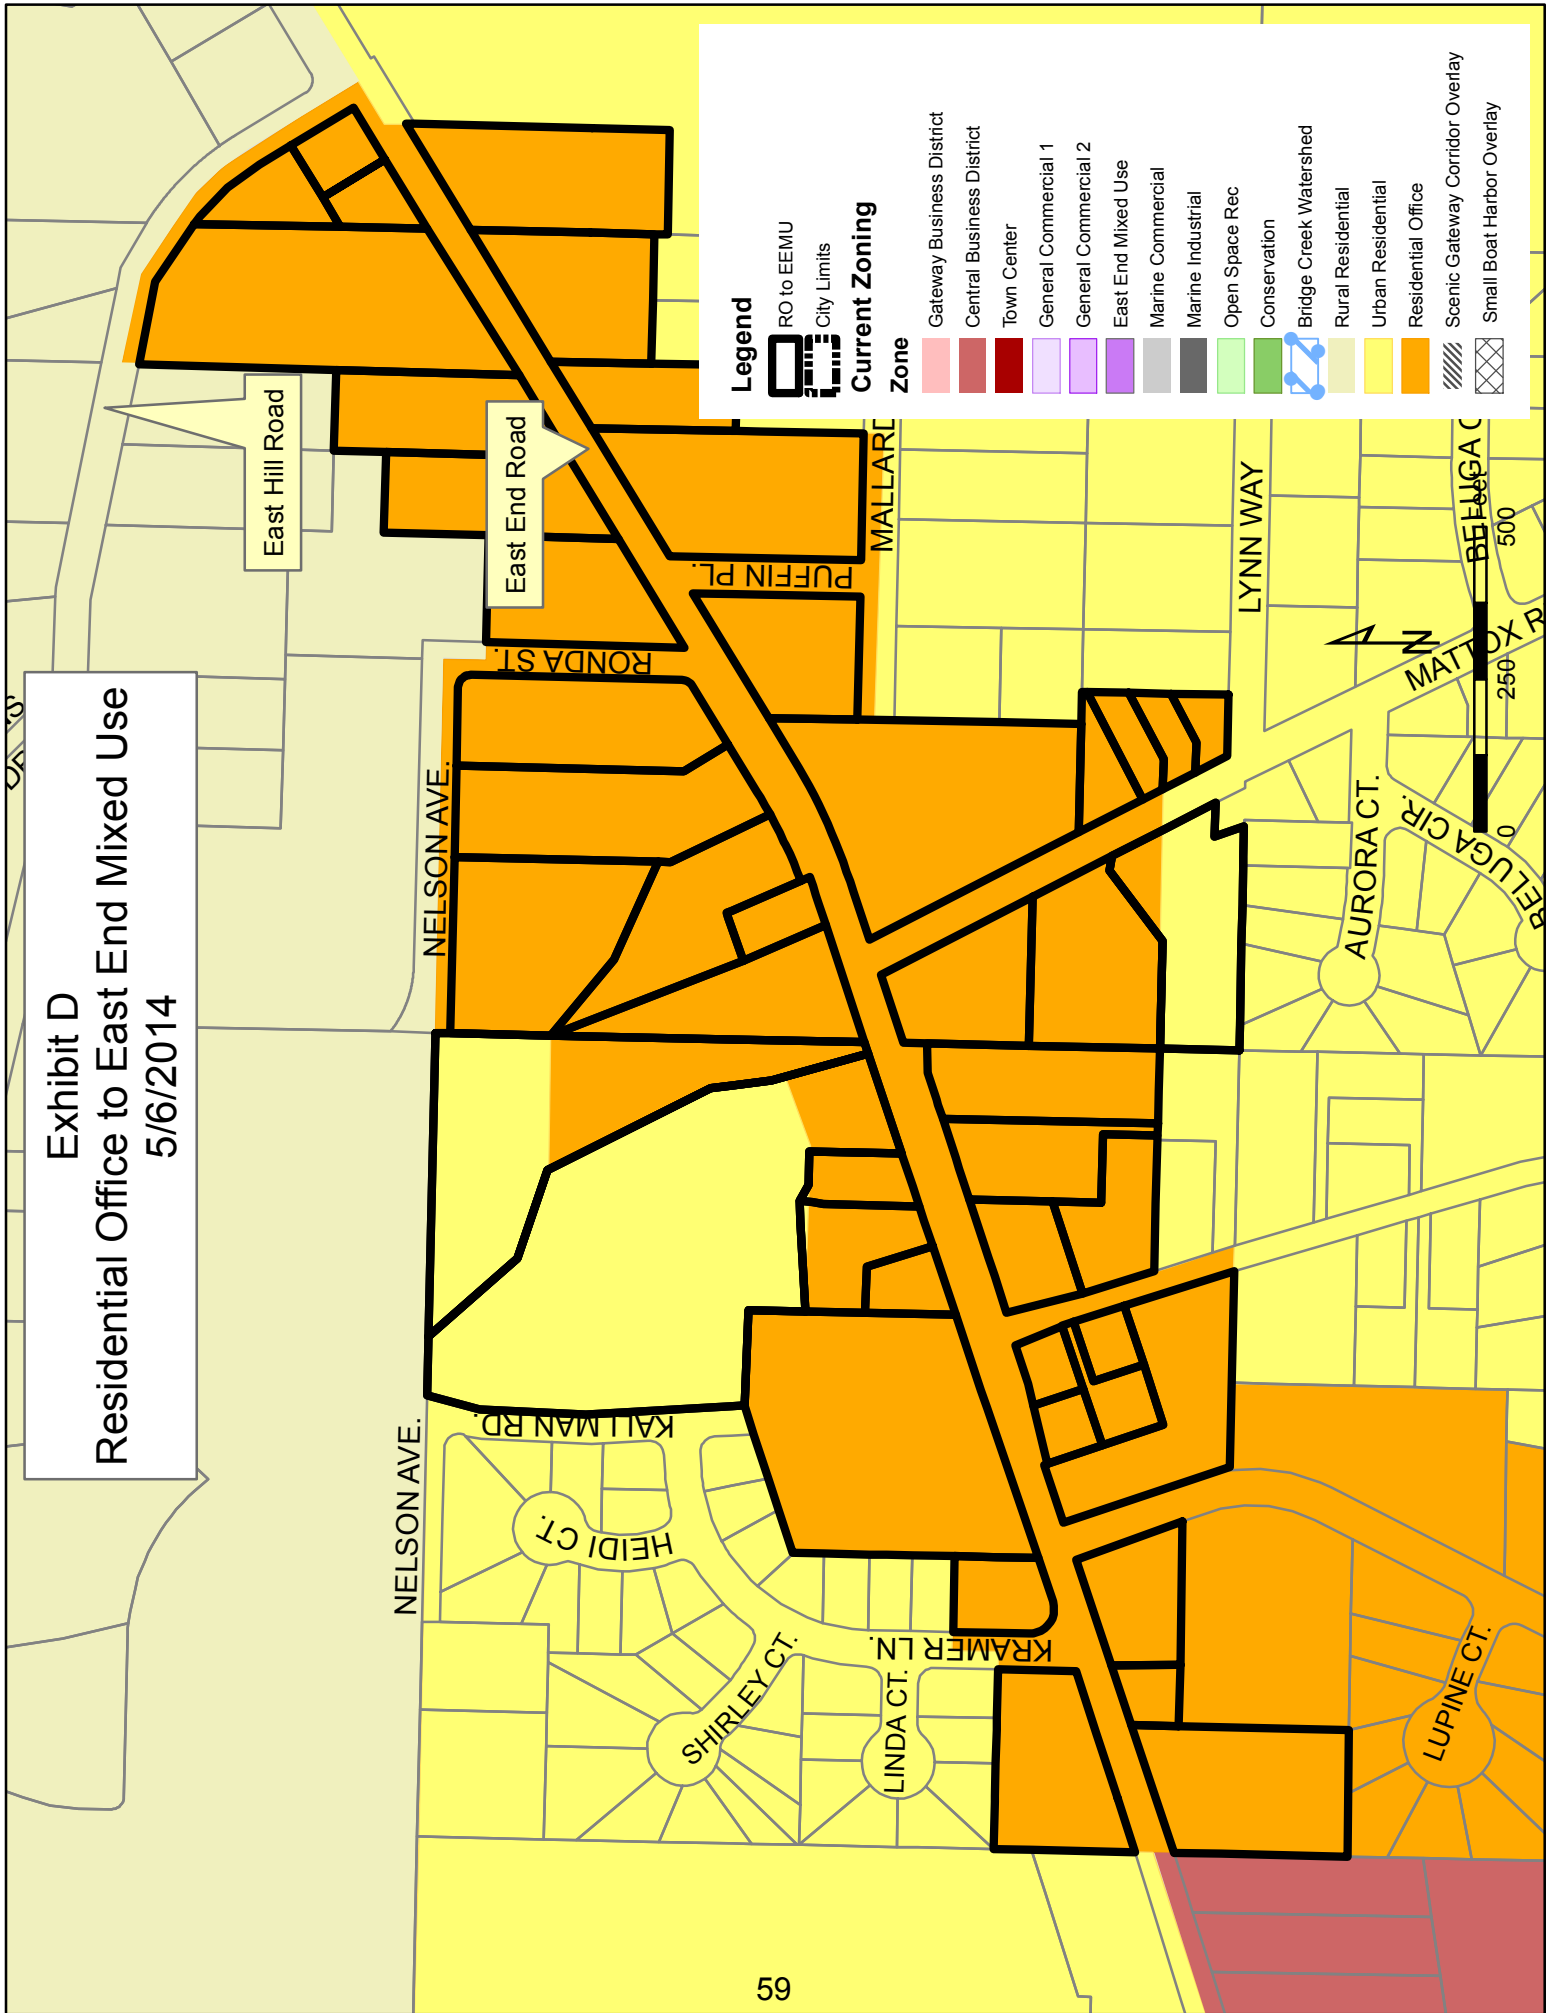 Exhibit D
Residential Office to East End Mixed Use
5/6/2014
East Hill Road
East End Road
NELSON AVE.
NELSON AVE.
KALLMAN RD.
HEIDI CT.
SHIRLEY CT.
LINDA CT.
KRAMER LN.
RONDA ST.
PUFFIN PL.
MALLARD
LYNN WAY
MATTOX R
AURORA CT.
BELUGA CIR.
BELUGA C
LUPINE CT.
N
0
250
500
Feet
Legend
RO to EEMU
City Limits
Current Zoning
Zone
Gateway Business District
Central Business District
Town Center
General Commercial 1
General Commercial 2
East End Mixed Use
Marine Commercial
Marine Industrial
Open Space Rec
Conservation
Bridge Creek Watershed
Rural Residential
Urban Residential
Residential Office
Scenic Gateway Corridor Overlay
Small Boat Harbor Overlay
59